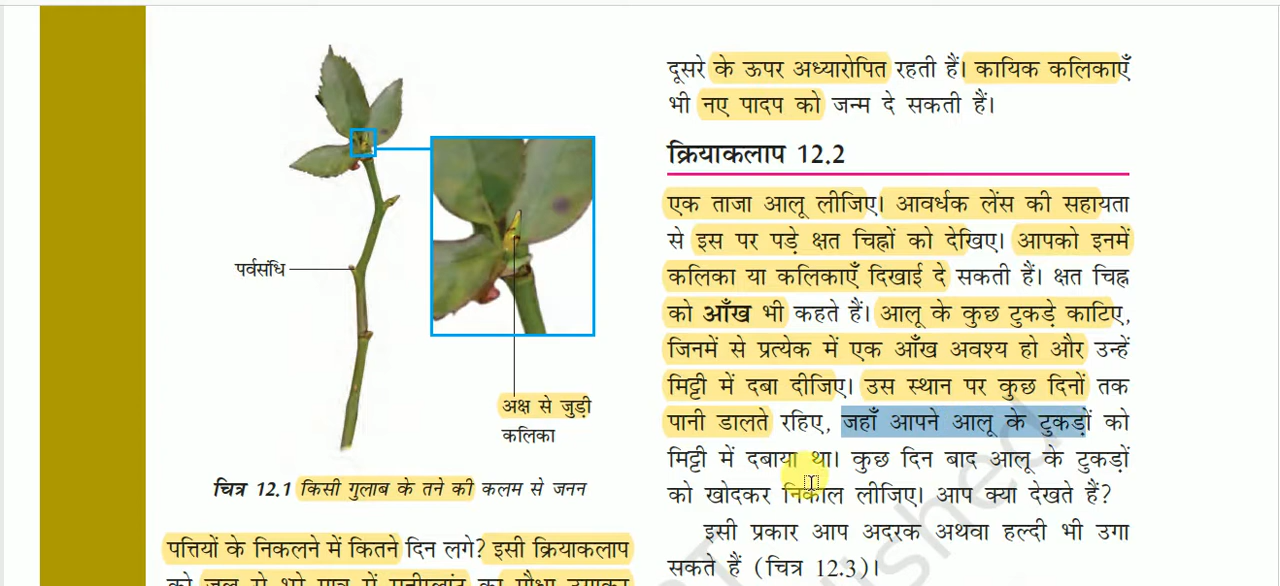 पर्वसंधि
अक्ष से जुड़ी
कलिका
चित्र 12.1 किसी गुलाब के तने की कलम से जनन
पत्तियों के निकलने में कितने दिन लगे? इसी क्रियाकलाप
दूसरे के ऊपर अध्यारोपित रहती हैं। कायिक कलिकाएँ
भी नए पादप को जन्म दे सकती हैं।
क्रियाकलाप 12.2
एक ताजा आलू लीजिए। आवर्धक लेंस की सहायता
से इस पर पड़े क्षत चिह्नों को देखिए। आपको इनमें
कलिका या कलिकाएँ दिखाई दे सकती हैं। क्षत चिह्न
को आँख भी कहते हैं। आलू के कुछ टुकड़े काटिए,
जिनमें से प्रत्येक में एक आँख अवश्य हो और उन्हें
मिट्टी में दबा दीजिए। उस स्थान पर कुछ दिनों तक
पानी डालते रहिए, जहाँ आपने आलू के टुकड़ों को
मिट्टी में दबाया था। कुछ दिन बाद आलू के टुकड़ों
को खोदकर निकाल लीजिए। आप क्या देखते हैं?
इसी प्रकार आप अदरक अथवा हल्दी भी उगा
सकते हैं (चित्र 12.3)।